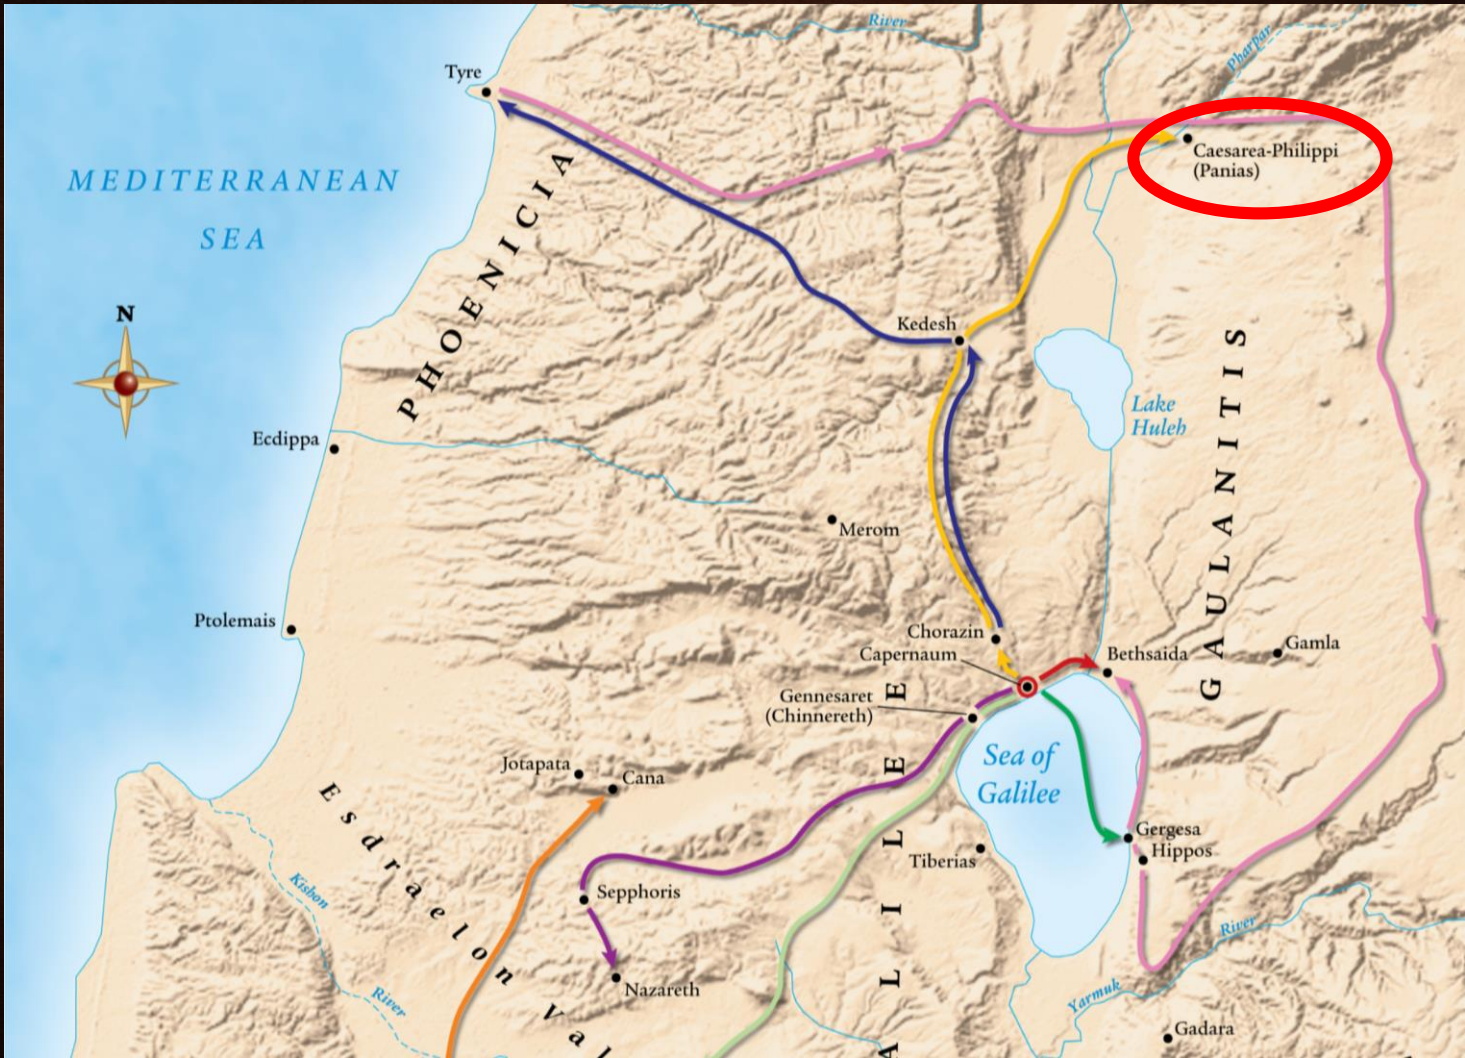 River
Pharpar
Tyre
Caesarea-Philippi
(Panias)
MEDITERRANEAN
SEA
PHOENICIA
N
Kedesh
Lake
Huleh
GAULANITIS
Ecdippa
Merom
Ptolemais
Chorazin
Capernaum
Bethsaida
Gamla
Gennesaret
(Chinnereth)
Sea of
Galilee
Jotapata
Cana
Esdraelon Val
Gergesa
Hippos
Tiberias
Sepphoris
Kishon
River
Nazareth
ALILEE
Yarmuk
River
Gadara